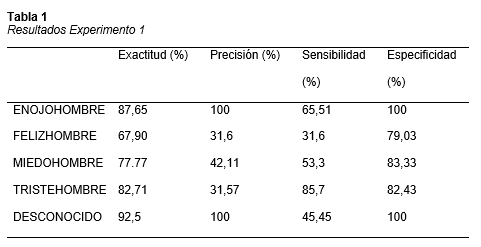 Tabla 1
Resultados Experimento 1
Exactitud (%) Precisión (%) Sensibilidad Especificidad
(%) (%)
ENOJOHOMBRE 87,65 100 65,51 100
FELIZHOMBRE 67,90 31,6 31,6 79,03
MIEDOHOMBRE 77.77 42,11 53,3 83,33
TRISTEHOMBRE 82,71 31,57 85,7 82,43
DESCONOCIDO 92,5 100 45,45 100